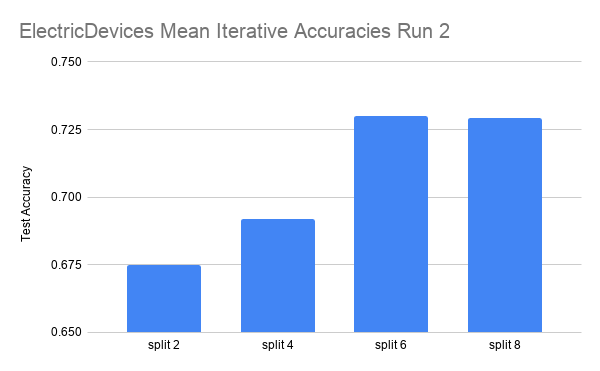 ElectricDevices Mean Iterative Accuracies Run 2
0.750
0.725
0.700
0.675
0.650
Test Accuracy
split 2
split 4
split 6
split 8